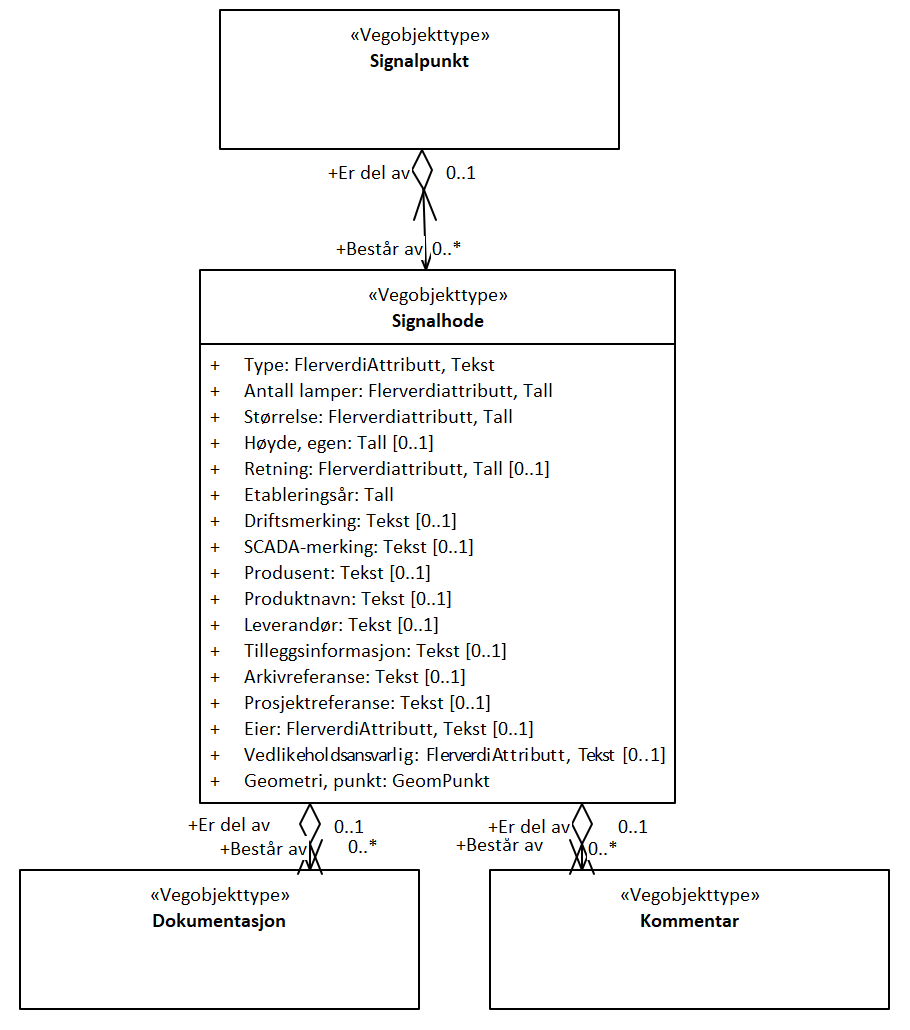 «Vegobjekttype»
Signalpunkt
+Er del av 0..1
+Består av 0..*
«Vegobjekttype»
Signalhode
+ Type: FlerverdiAttributt, Tekst
+ Antall lamper: Flerverdiattributt, Tall
+ Størrelse: Flerverdiattributt, Tall
+ Høyde, egen: Tall [0..1]
+ Retning: Flerverdiattributt, Tall [0..1]
+ Etableringsår: Tall
+ Driftsmerking: Tekst [0..1]
+ SCADA-merking: Tekst [0..1]
+ Produsent: Tekst [0..1]
+ Produktnavn: Tekst [0..1]
+ Leverandør: Tekst [0..1]
+ Tilleggsinformasjon: Tekst [0..1]
+ Arkivreferanse: Tekst [0..1]
+ Prosjektreferanse: Tekst [0..1]
+ Eier: FlerverdiAttributt, Tekst [0..1]
+ Vedlikeholdsansvarlig: FlerverdiAttributt, Tekst [0..1]
+ Geometri, punkt: GeomPunkt
+Er del av 0..1
+Består av 0..*
+Er del av 0..1
+Består av 0..*
«Vegobjekttype»
Dokumentasjon
«Vegobjekttype»
Kommentar